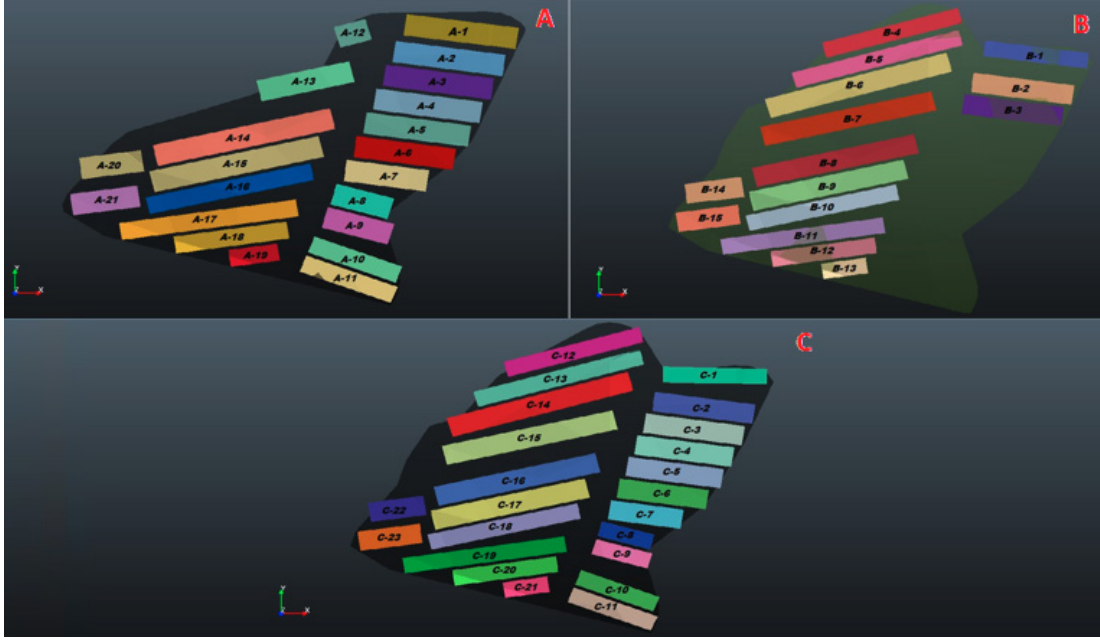 A
A-1
A-2
A-3
A-4
A-5
A-6
A-7
A-8
A-9
A-10
A-11
A-12
A-13
A-14
A-15
A-16
A-17
A-18
A-19
A-20
A-21
Y
Z
X
B
B-1
B-2
B-3
B-4
B-5
B-6
B-7
B-8
B-9
B-10
B-11
B-12
B-13
B-14
B-15
Y
Z
X
C
C-1
C-2
C-3
C-4
C-5
C-6
C-7
C-8
C-9
C-10
C-11
C-12
C-13
C-14
C-15
C-16
C-17
C-18
C-19
C-20
C-21
C-22
C-23
Y
Z
X